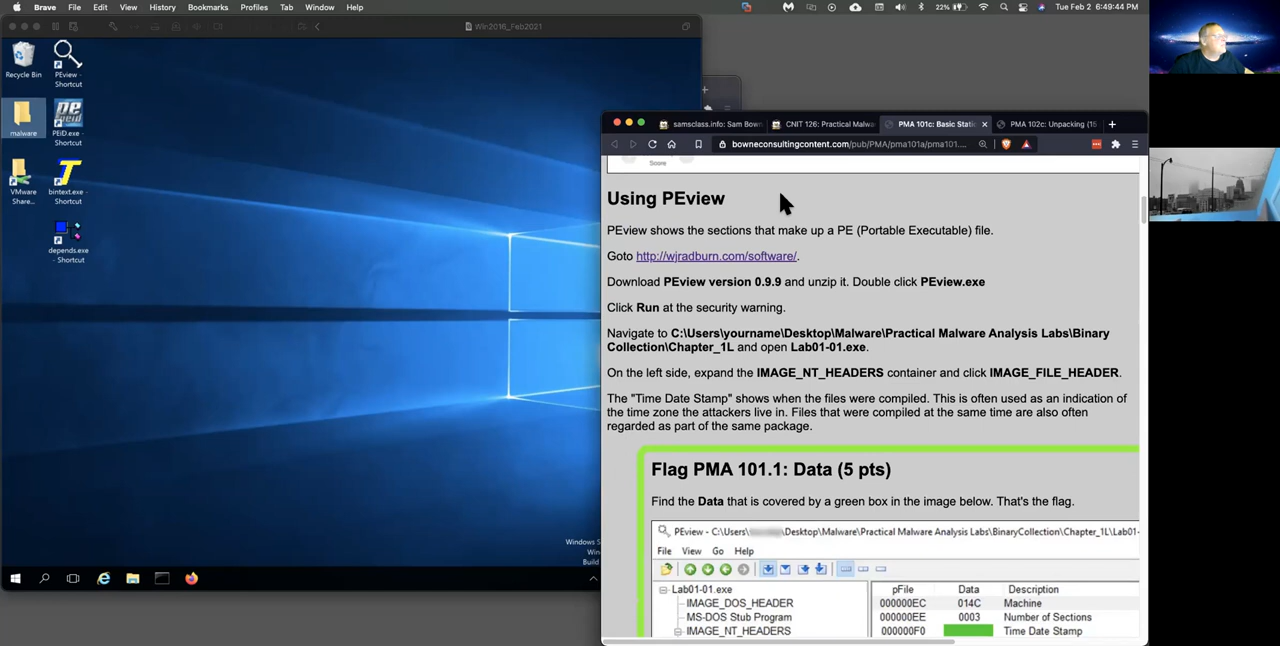 Brave File Edit View History Bookmarks Profiles Tab Window Help
22% Tue Feb 2 6:49:44 PM
Win2016_Feb2021
Recycle Bin
PEview -
Shortcut
malware
PEiD.exe -
Shortcut
VMware
Share...
bintext.exe -
Shortcut
depends.exe
- Shortcut
Windows S
Win
Build
samsclass.info: Sam Bown
CNIT 126: Practical Malwa
PMA 101c: Basic Stati
PMA 102c: Unpacking (15
bowneconsultingcontent.com/pub/PMA/pma101a/pma101....
Score
Using PEview
PEview shows the sections that make up a PE (Portable Executable) file.
Goto http://wjradburn.com/software/.
Download PEview version 0.9.9 and unzip it. Double click PEview.exe
Click Run at the security warning.
Navigate to C:\Users\yourname\Desktop\Malware\Practical Malware Analysis Labs\Binary
Collection\Chapter_1L and open Lab01-01.exe.
On the left side, expand the IMAGE_NT_HEADERS container and click IMAGE_FILE_HEADER.
The "Time Date Stamp" shows when the files were compiled. This is often used as an indication of
the time zone the attackers live in. Files that were compiled at the same time are also often
regarded as part of the same package.
Flag PMA 101.1: Data (5 pts)
Find the Data that is covered by a green box in the image below. That's the flag.
PEview - C:\Users\ \Desktop\Malware\Practical Malware Analysis Labs\BinaryCollection\Chapter_1L\Lab01-
File View Go Help
Lab01-01.exe
IMAGE_DOS_HEADER
MS-DOS Stub Program
IMAGE_NT_HEADERS
pFile Data Description
000000EC 014C Machine
000000EE 0003 Number of Sections
000000F0 Time Date Stamp